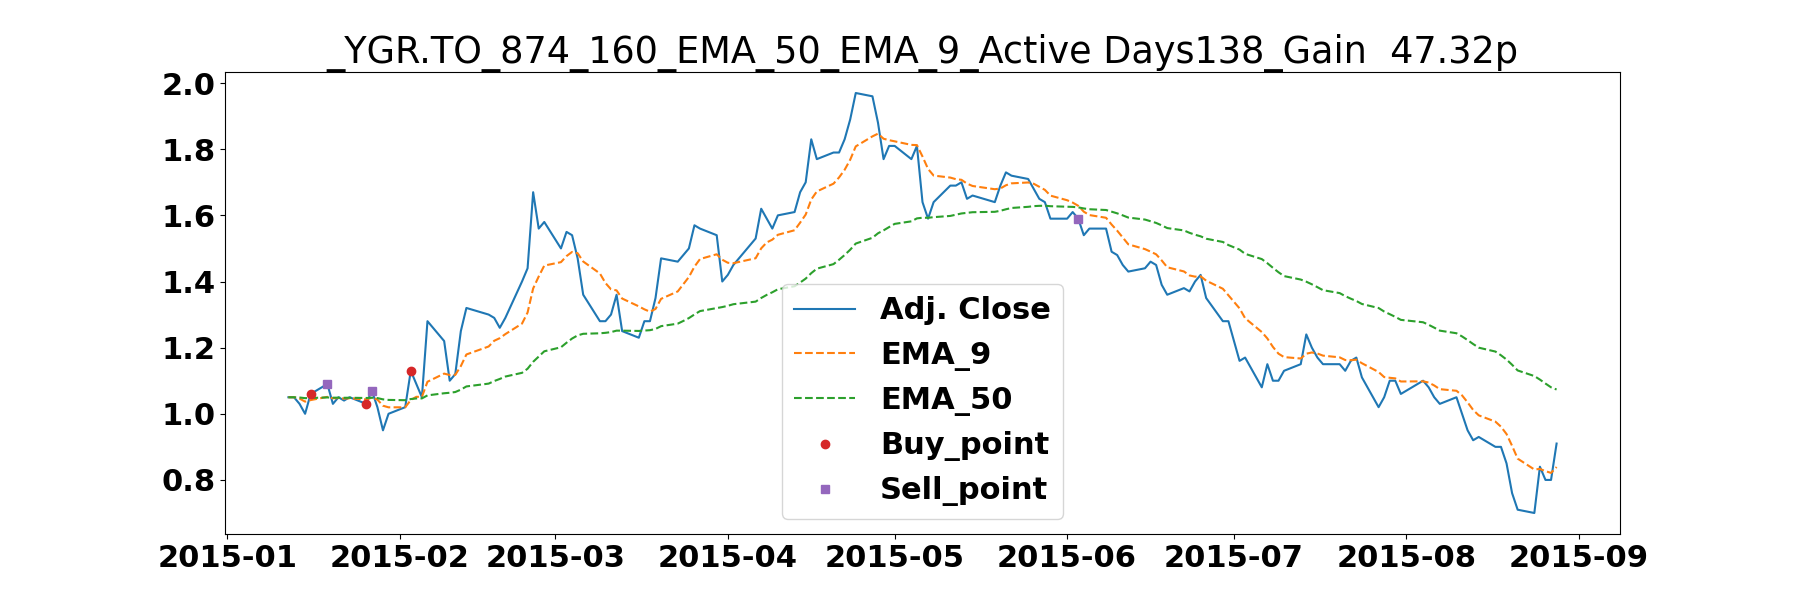 _YGR.TO_874_160_EMA_50_EMA_9_Active Days138_Gain  47.32p
2.0
1.8
1.6
1.4
1.2
1.0
0.8
Adj. Close
EMA_9
EMA_50
Buy_point
Sell_point
2015-01 2015-02 2015-03 2015-04 2015-05 2015-06 2015-07 2015-08 2015-09